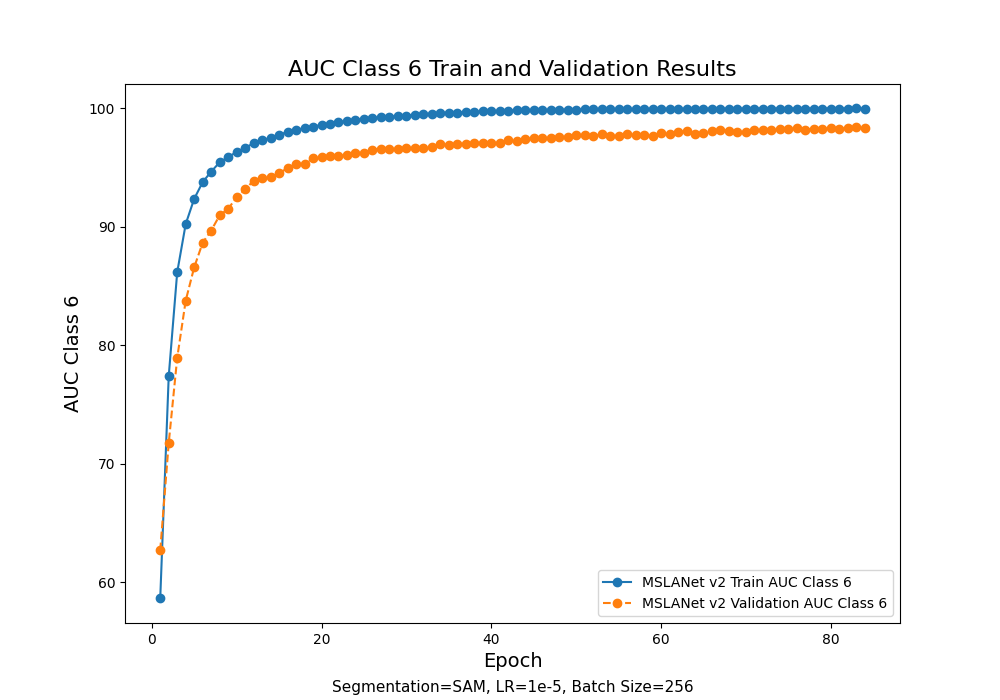 AUC Class 6 Train and Validation Results
100
90
80
70
60
AUC Class 6
MSLANet v2 Train AUC Class 6
MSLANet v2 Validation AUC Class 6
0 20 40 60 80
Epoch
Segmentation=SAM, LR=1e-5, Batch Size=256